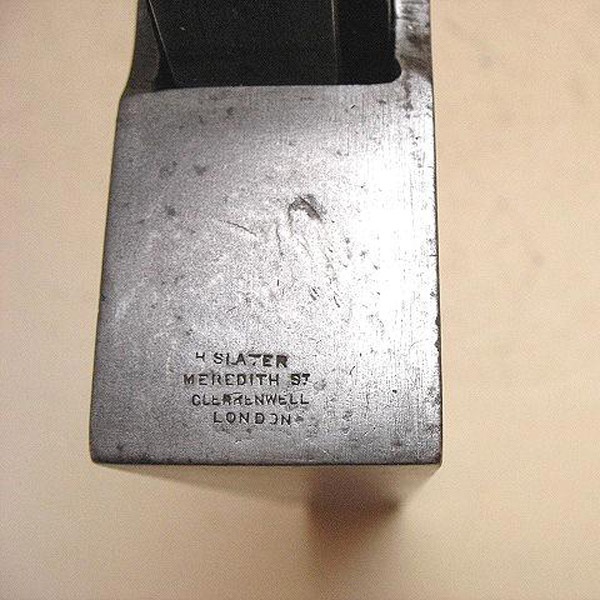 H SLATER
MEREDITH ST
CLERKENWELL
LONDON